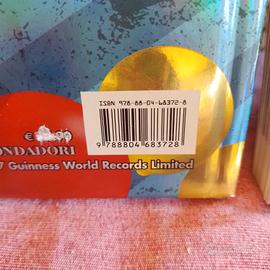 ISBN 978-88-04-68372-8
9 788804 683728
€
ONDADORI
7 Guinness World Records Limited